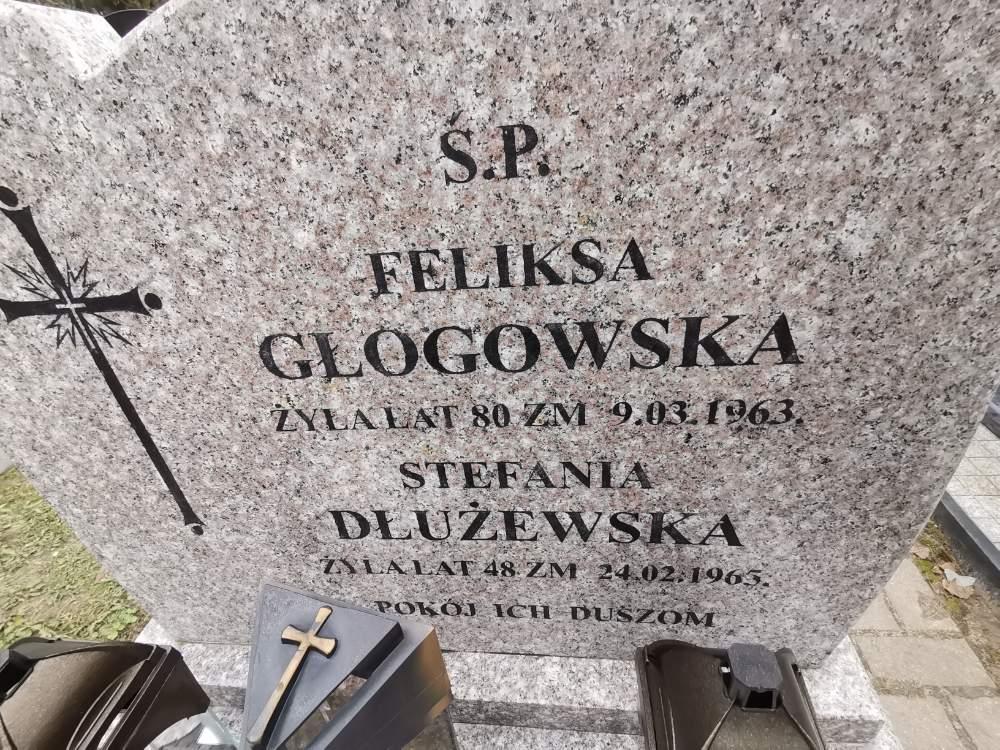 Ś.P.
FELIKSA
GŁOGOWSKA
ŻYŁA LAT 80 ZM 9.03.1963.
STEFANIA
DŁUŻEWSKA
ŻYŁA LAT 48 ZM 24.02.1965.
POKÓJ ICH DUSZOM